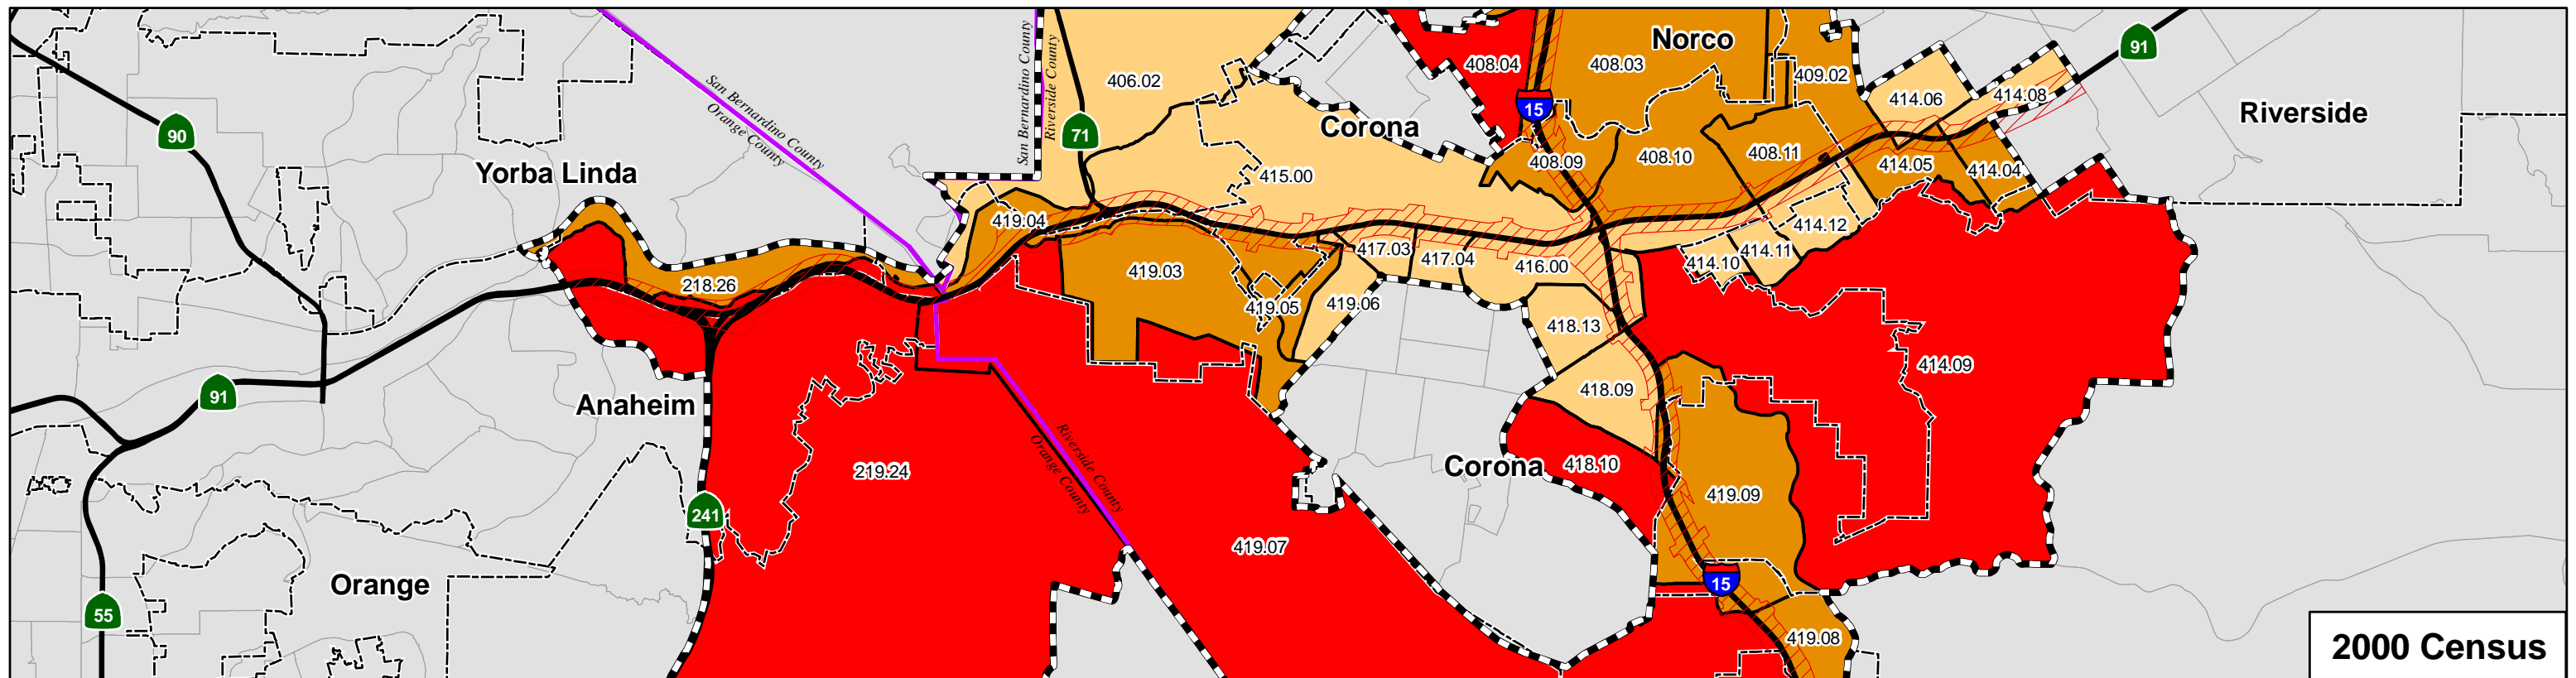 San Bernardino County
Riverside County
Norco
408.04
408.03
91
406.02
409.02
414.06
414.08
15
Riverside
90
71
Corona
San Bernardino County
Orange County
408.09
408.10
408.11
414.05
414.04
Yorba Linda
415.00
419.04
414.12
417.03
414.11
417.04
414.10
416.00
419.03
218.26
419.05
419.06
418.13
414.09
91
Anaheim
418.09
Riverside County
Orange County
219.24
Corona
418.10
419.09
241
419.07
Orange
15
55
419.08
2000 Census